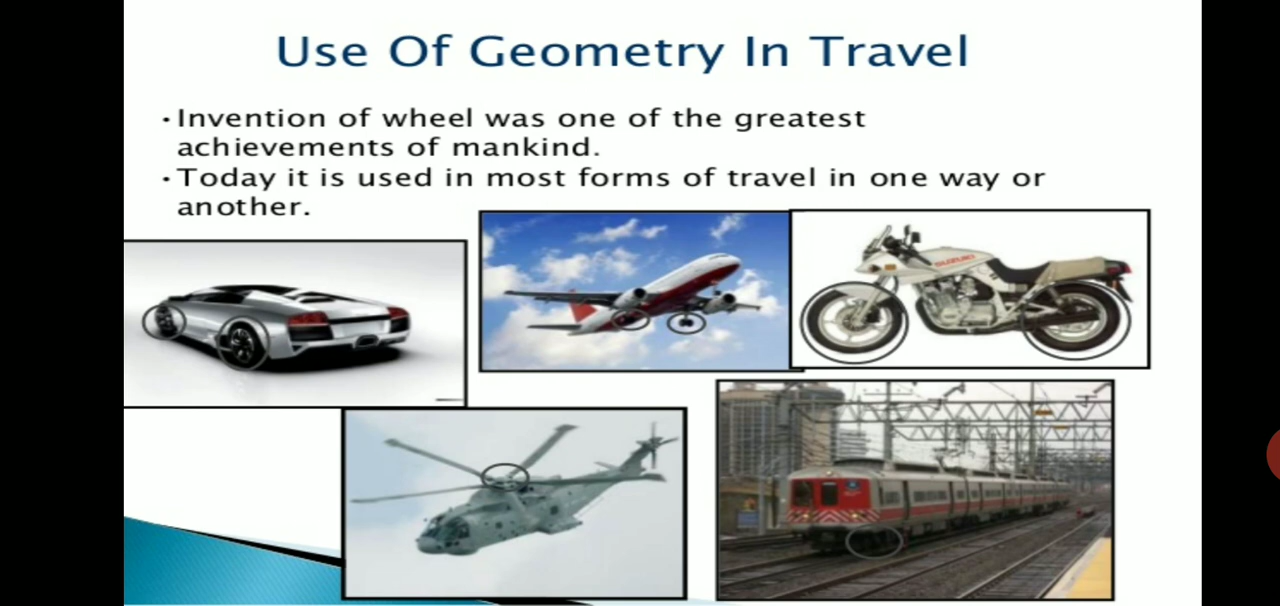 Use Of Geometry In Travel
• Invention of wheel was one of the greatest
achievements of mankind.
• Today it is used in most forms of travel in one way or
another.
SUZUKI